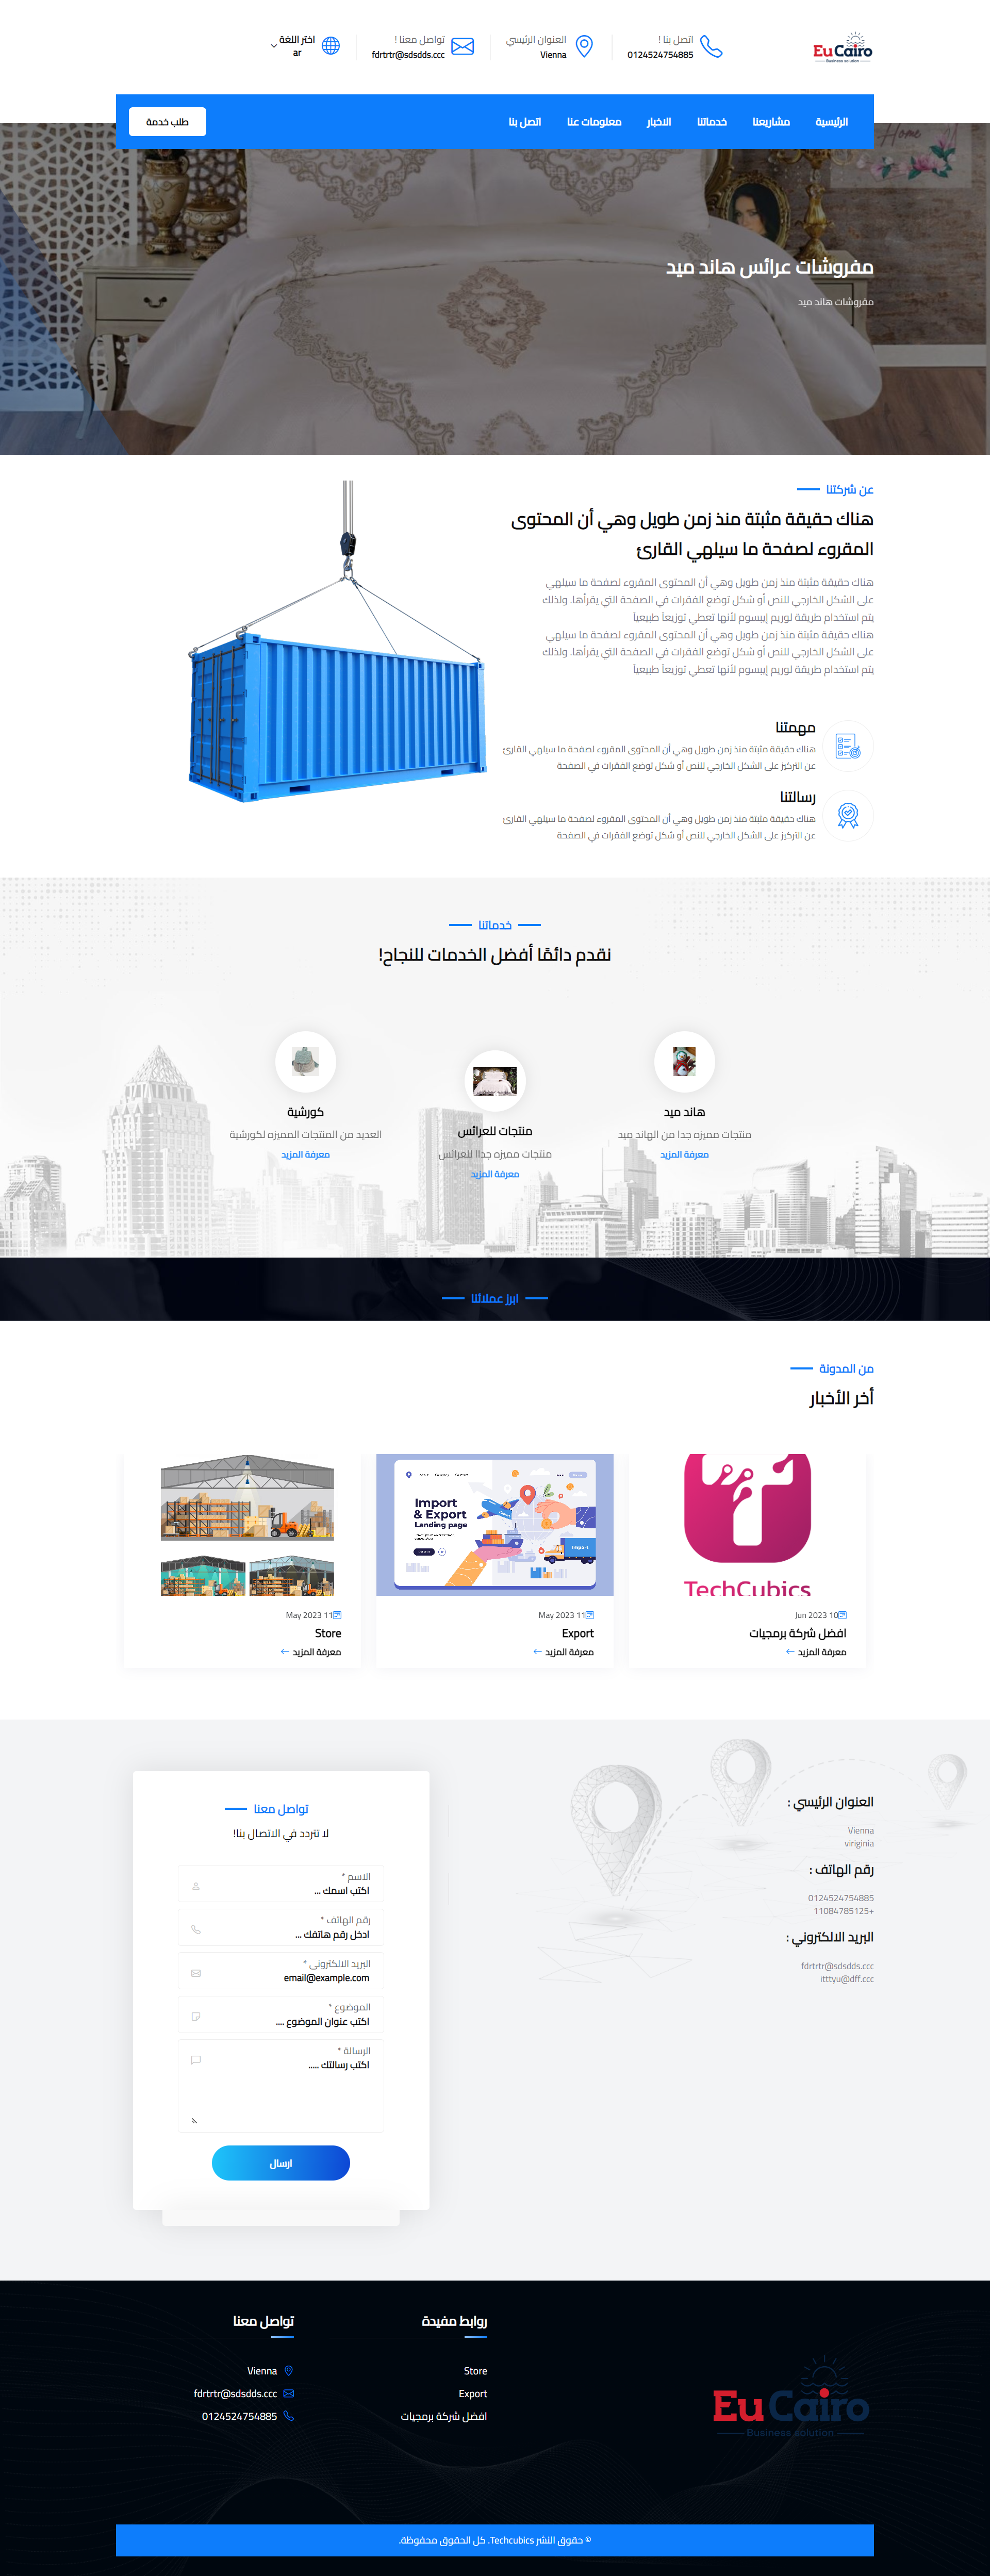 EuCairo
Business solution
اتصل بنا !
0124524754885
العنوان الرئيسي
Vienna
تواصل معنا !
fdrtrtr@sdsdds.ccc
اختر اللغة
ar
الرئيسية
مشاريعنا
خدماتنا
الاخبار
معلومات عنا
اتصل بنا
طلب خدمة
Home
مفروشات عرائس هاند ميد
مفروشات هاند ميد
عن شركتنا
هناك حقيقة مثبتة منذ زمن طويل وهي أن المحتوى
المقروء لصفحة ما سيلهي القارئ
هناك حقيقة مثبتة منذ زمن طويل وهي أن المحتوى المقروء لصفحة ما سيلهي
على الشكل الخارجي للنص أو شكل توضع الفقرات في الصفحة التي يقرأها. ولذلك
يتم استخدام طريقة لوريم إيبسوم لأنها تعطي توزيعاَ طبيعياَ
هناك حقيقة مثبتة منذ زمن طويل وهي أن المحتوى المقروء لصفحة ما سيلهي
على الشكل الخارجي للنص أو شكل توضع الفقرات في الصفحة التي يقرأها. ولذلك
يتم استخدام طريقة لوريم إيبسوم لأنها تعطي توزيعاَ طبيعياَ
مهمتنا
هناك حقيقة مثبتة منذ زمن طويل وهي أن المحتوى المقروء لصفحة ما سيلهي القارئ
عن التركيز على الشكل الخارجي للنص أو شكل توضع الفقرات في الصفحة
رسالتنا
هناك حقيقة مثبتة منذ زمن طويل وهي أن المحتوى المقروء لصفحة ما سيلهي القارئ
عن التركيز على الشكل الخارجي للنص أو شكل توضع الفقرات في الصفحة
خدماتنا
نقدم دائمًا أفضل الخدمات للنجاح!
هاند ميد
منتجات مميزه جدا من الهاند ميد
معرفة المزيد
منتجات للعرائس
منتجات مميزه جداا للعرائس
معرفة المزيد
كورشية
العديد من المنتجات المميزه لكورشية
معرفة المزيد
ابرز عملائنا
من المدونة
أخر الأخبار
TechCubics
10 Jun 2023
افضل شركة برمجيات
معرفة المزيد
Import
& Export
Landing page
Import
11 May 2023
Export
معرفة المزيد
11 May 2023
Store
معرفة المزيد
العنوان الرئيسي :
Vienna
viriginia
رقم الهاتف :
0124524754885
11084785125+
البريد الالكتروني :
fdrtrtr@sdsdds.ccc
itttyu@dff.ccc
تواصل معنا
لا تتردد في الاتصال بنا!
الاسم *
اكتب اسمك ...
رقم الهاتف *
ادخل رقم هاتفك ...
البريد الالكترونى *
email@example.com
الموضوع *
اكتب عنوان الموضوع ....
الرسالة *
اكتب رسالتك .....
ارسال
EuCairo
Business solution
روابط مفيدة
Store
Export
افضل شركة برمجيات
تواصل معنا
Vienna
fdrtrtr@sdsdds.ccc
0124524754885
© حقوق النشر Techcubics. كل الحقوق محفوظة.